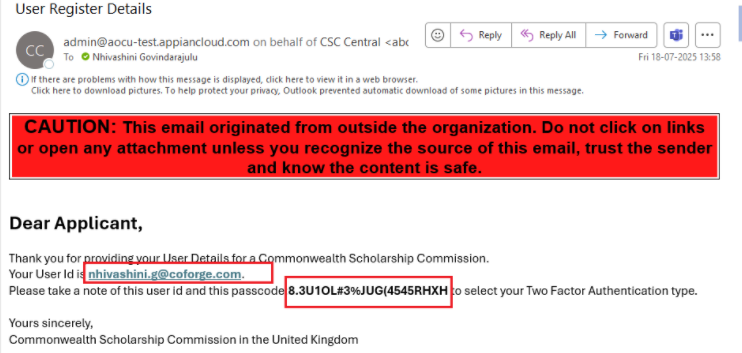 User Register Details
CC
admin@aocu-test.appiancloud.com on behalf of CSC Central <abc
Reply
Reply All
Forward
To Nhivashini Govindarajulu
Fri 18-07-2025 13:58
If there are problems with how this message is displayed, click here to view it in a web browser.
Click here to download pictures. To help protect your privacy, Outlook prevented automatic download of some pictures in this message.
CAUTION: This email originated from outside the organization. Do not click on links
or open any attachment unless you recognize the source of this email, trust the sender
and know the content is safe.
Dear Applicant,
Thank you for providing your User Details for a Commonwealth Scholarship Commission.
Your User Id is nhivashini.g@coforge.com.
Please take a note of this user id and this passcode 8.3U1OL#3%JUG(4545RHXH to select your Two Factor Authentication type.
Yours sincerely,
Commonwealth Scholarship Commission in the United Kingdom